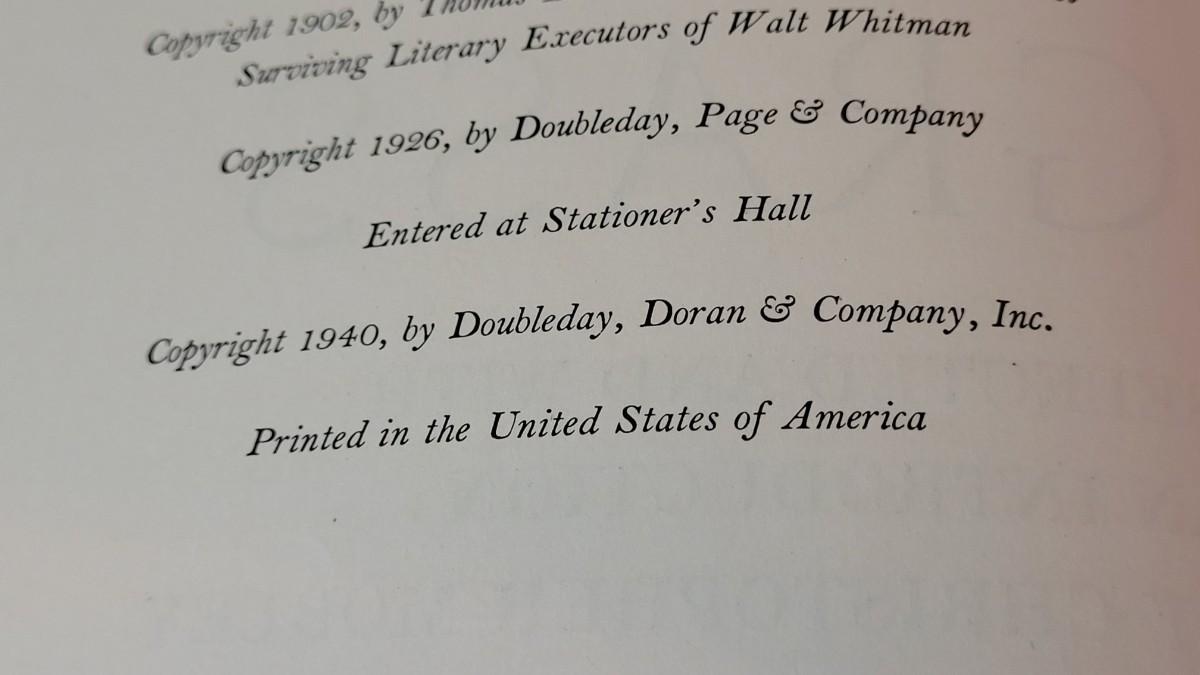 Copyright 1902, by Thomas
Surviving Literary Executors of Walt Whitman
Copyright 1926, by Doubleday, Page & Company
Entered at Stationer's Hall
Copyright 1940, by Doubleday, Doran & Company, Inc.
Printed in the United States of America